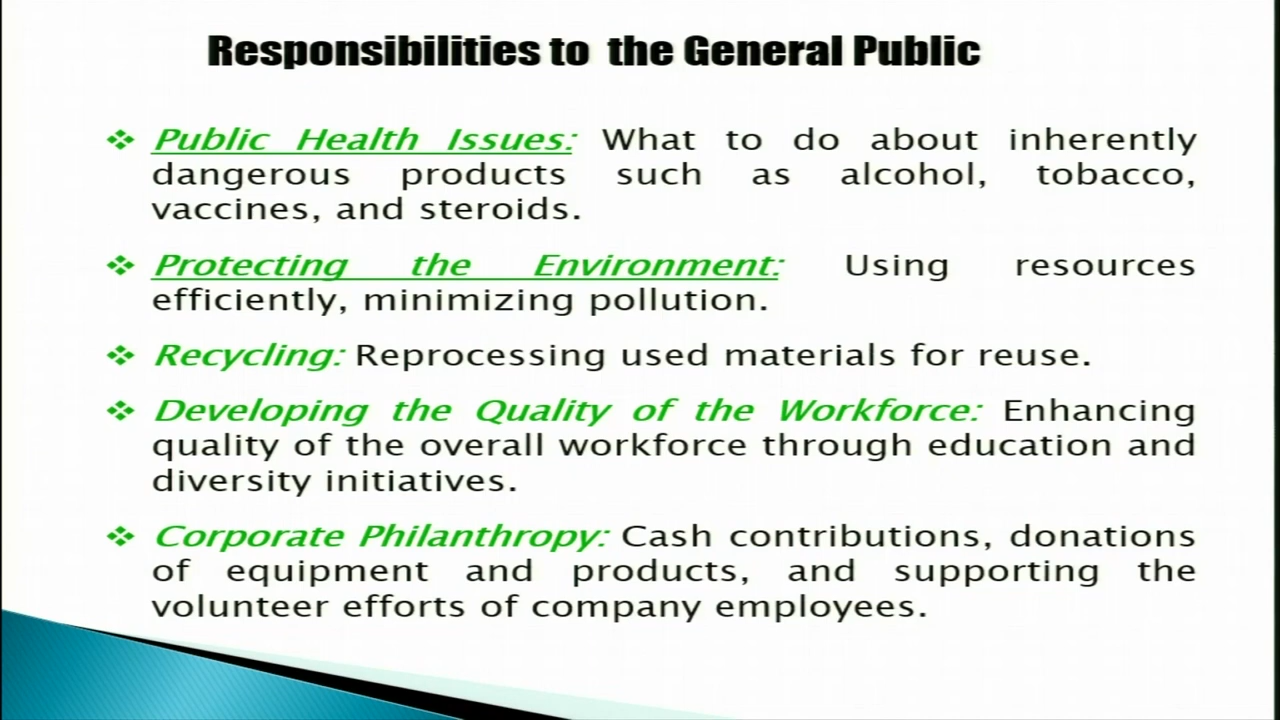 Responsibilities to the General Public
Public Health Issues: What to do about inherently
dangerous products such as alcohol, tobacco,
vaccines, and steroids.
Protecting the Environment: Using resources
efficiently, minimizing pollution.
Recycling: Reprocessing used materials for reuse.
Developing the Quality of the Workforce: Enhancing
quality of the overall workforce through education and
diversity initiatives.
Corporate Philanthropy: Cash contributions, donations
of equipment and products, and supporting the
volunteer efforts of company employees.